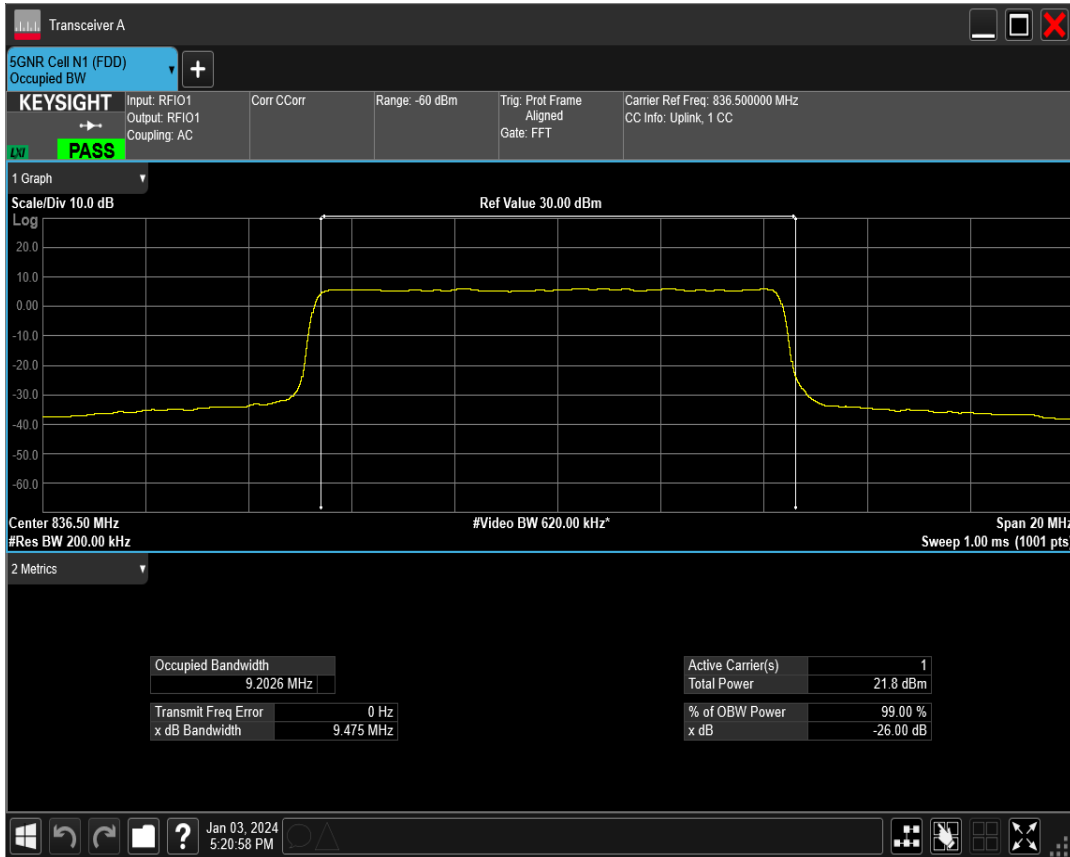 Transceiver A
5GNR Cell N1 (FDD)
Occupied BW
+
KEYSIGHT
LXI
PASS
Input: RFIO1
Output: RFIO1
Coupling: AC
Corr CCorr
Range: -60 dBm
Trig: Prot Frame
Aligned
Gate: FFT
Carrier Ref Freq: 836.500000 MHz
CC Info: Uplink, 1 CC
1 Graph
Scale/Div 10.0 dB
Ref Value 30.00 dBm
Log
20.0
10.0
0.00
-10.0
-20.0
-30.0
-40.0
-50.0
-60.0
Center 836.50 MHz
#Video BW 620.00 kHz*
Span 20 MHz
#Res BW 200.00 kHz
Sweep 1.00 ms (1001 pts)
2 Metrics
Occupied Bandwidth
9.2026 MHz
Transmit Freq Error 0 Hz
x dB Bandwidth 9.475 MHz
Active Carrier(s) 1
Total Power 21.8 dBm
% of OBW Power 99.00 %
x dB -26.00 dB
?
Jan 03, 2024
5:20:58 PM